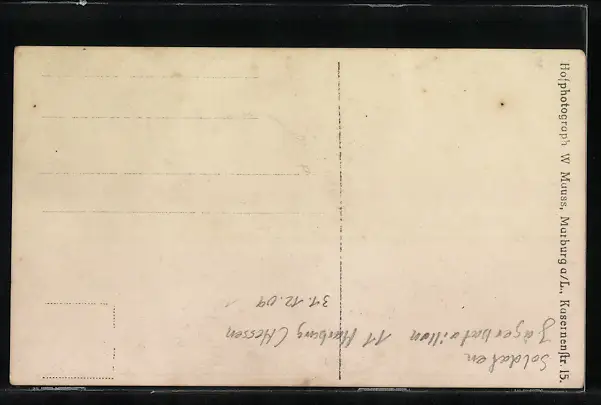 Soldaten
Jägerbataillon 11 Marburg (Hessen
31.12.09
Hofphotograph W Mauss, Marburg a/L., Kasernenstr. 15.